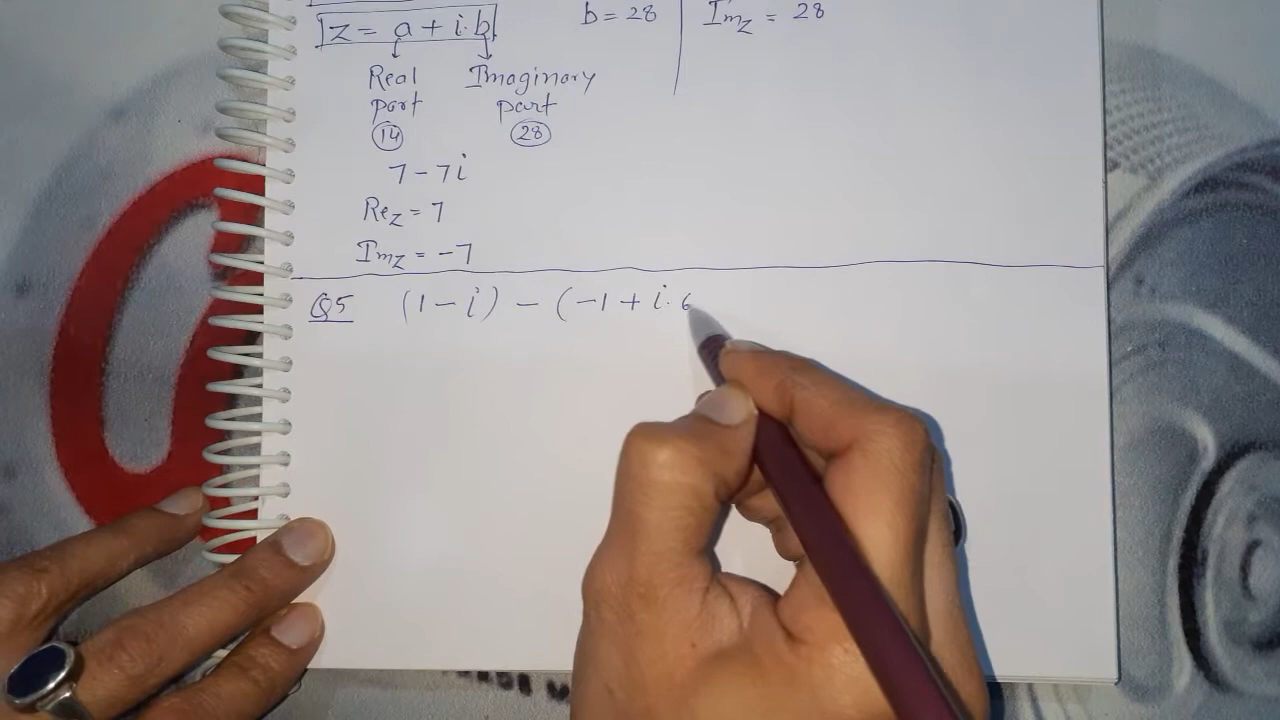 z = a + i.b
b = 28
Imz = 28
Real part
14
Imaginary part
28
7 - 7i
Rez = 7
Imz = -7
Q5 (1 - i) - (-1 + i.6